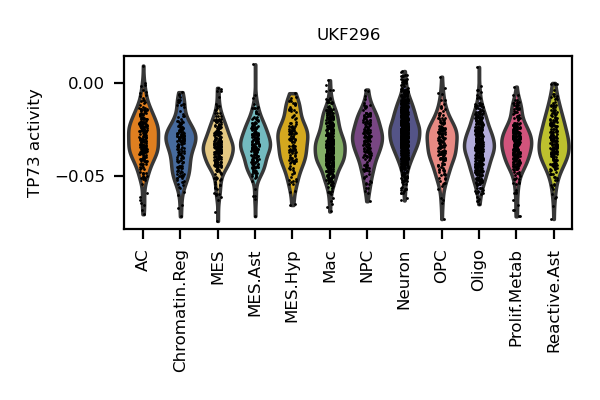 UKF296
TP73 activity
0.00
−0.05
AC
Chromatin.Reg
MES
MES.Ast
MES.Hyp
Mac
NPC
Neuron
OPC
Oligo
Prolif.Metab
Reactive.Ast